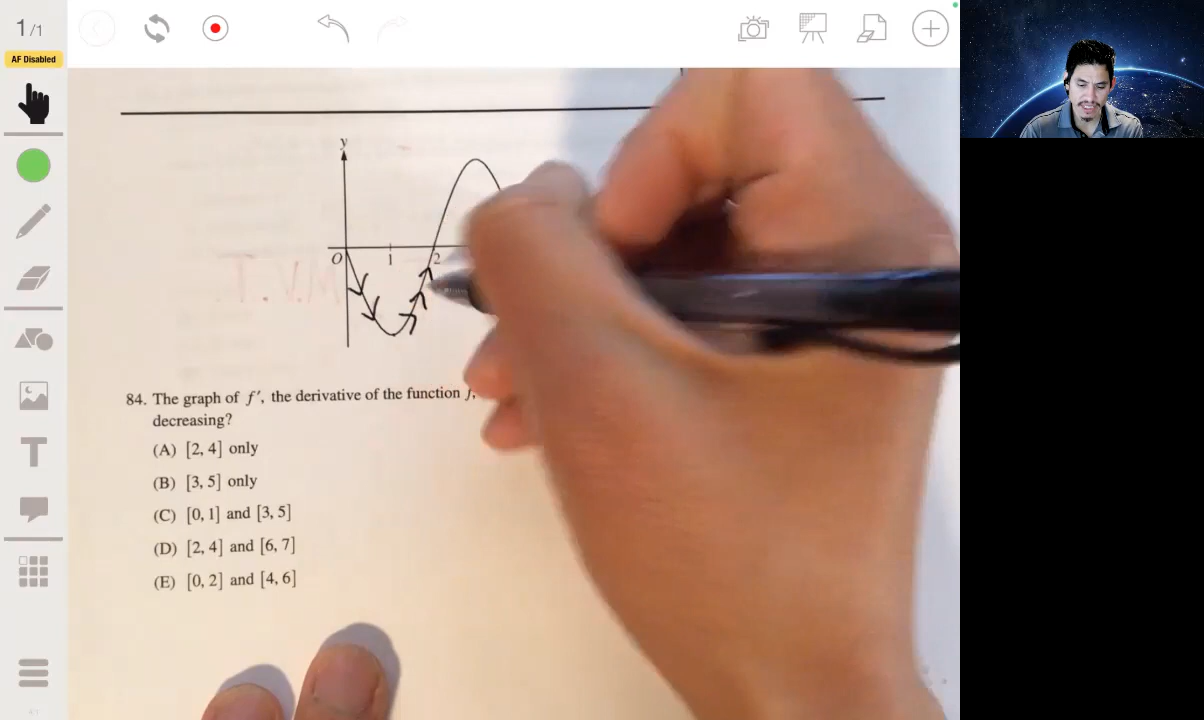 1/1
AF Disabled
y
O 1 2
T.V.M
84. The graph of f′, the derivative of the function f,
decreasing?
(A) [2, 4] only
(B) [3, 5] only
(C) [0, 1] and [3, 5]
(D) [2, 4] and [6, 7]
(E) [0, 2] and [4, 6]
T